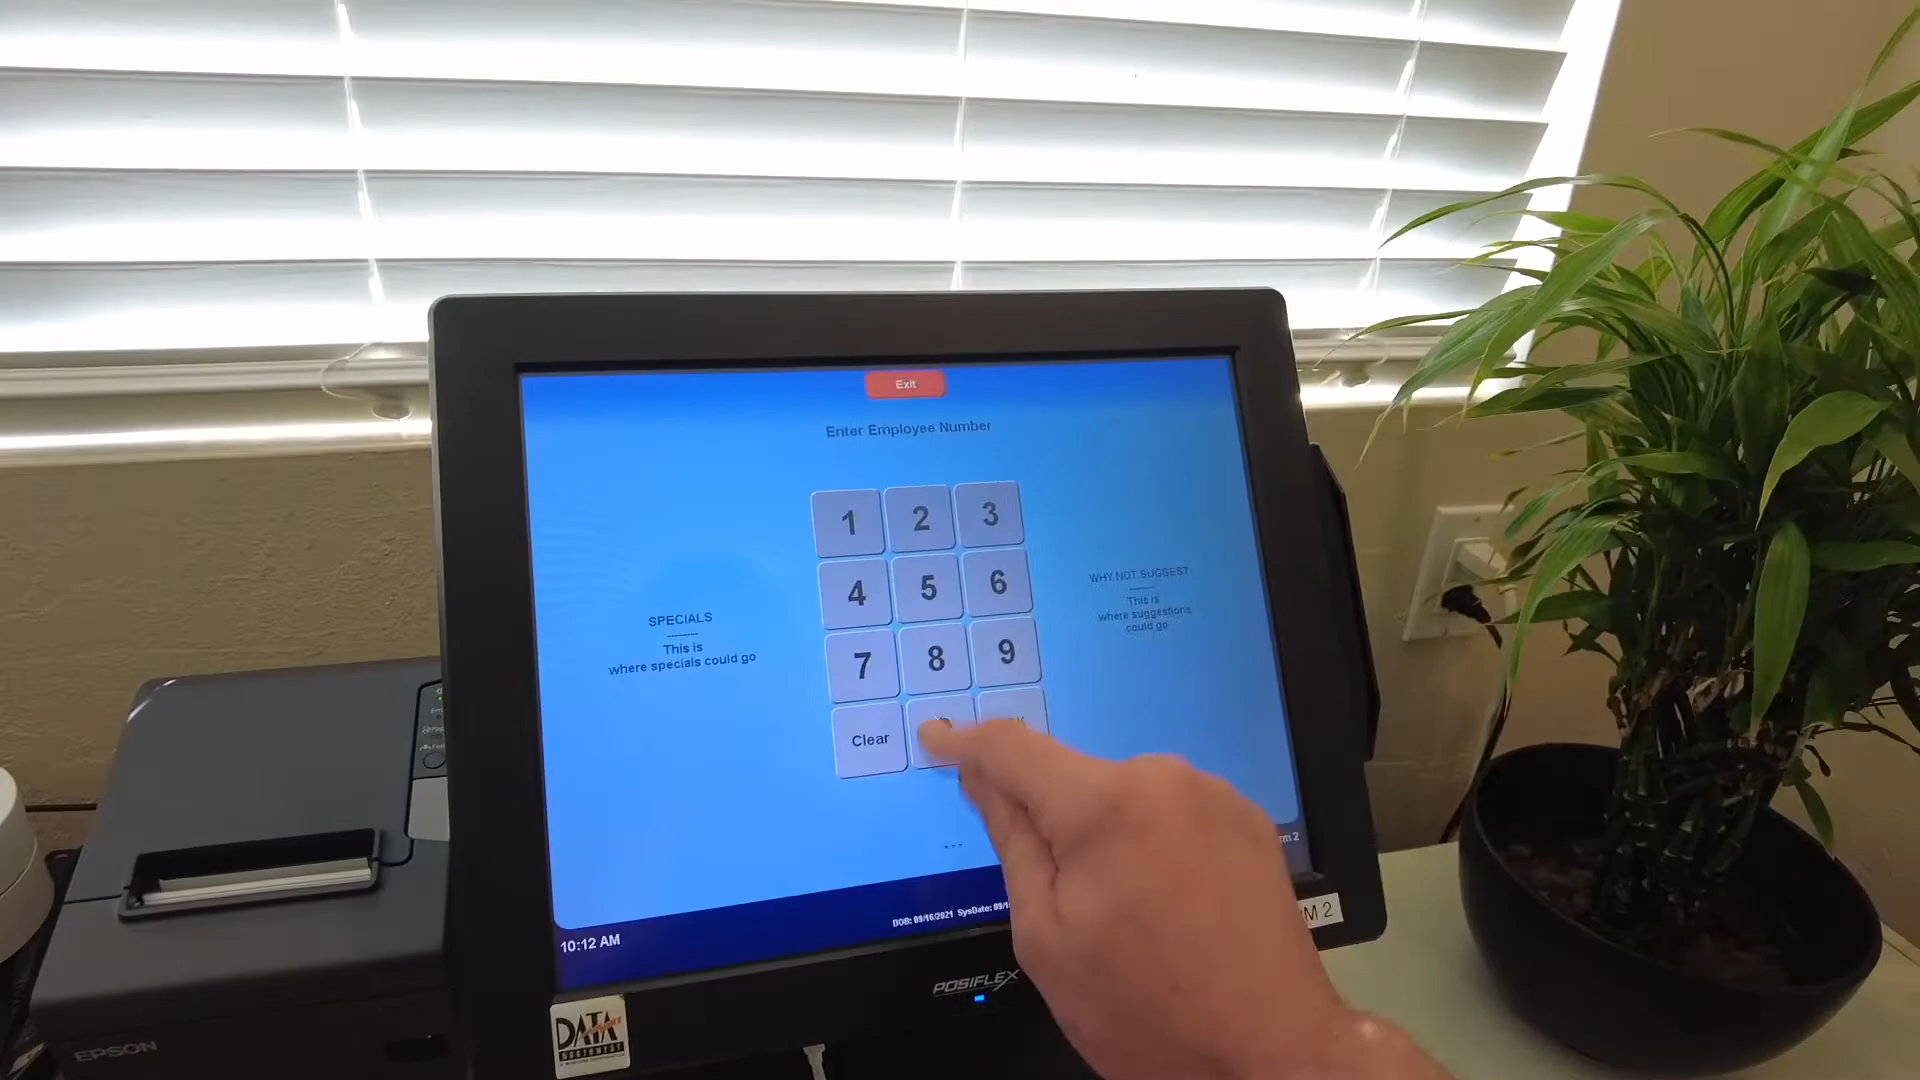 Exit
Enter Employee Number
1 2 3
4 5 6
7 8 9
Clear
SPECIALS
--------
This is
where specials could go
WHY NOT SUGGEST
-------
This is
where suggestions
could go
...
10:12 AM
DOB: 09/16/2021 SysDate:
POSIFLEX
DATA
NORTHWEST
EPSON